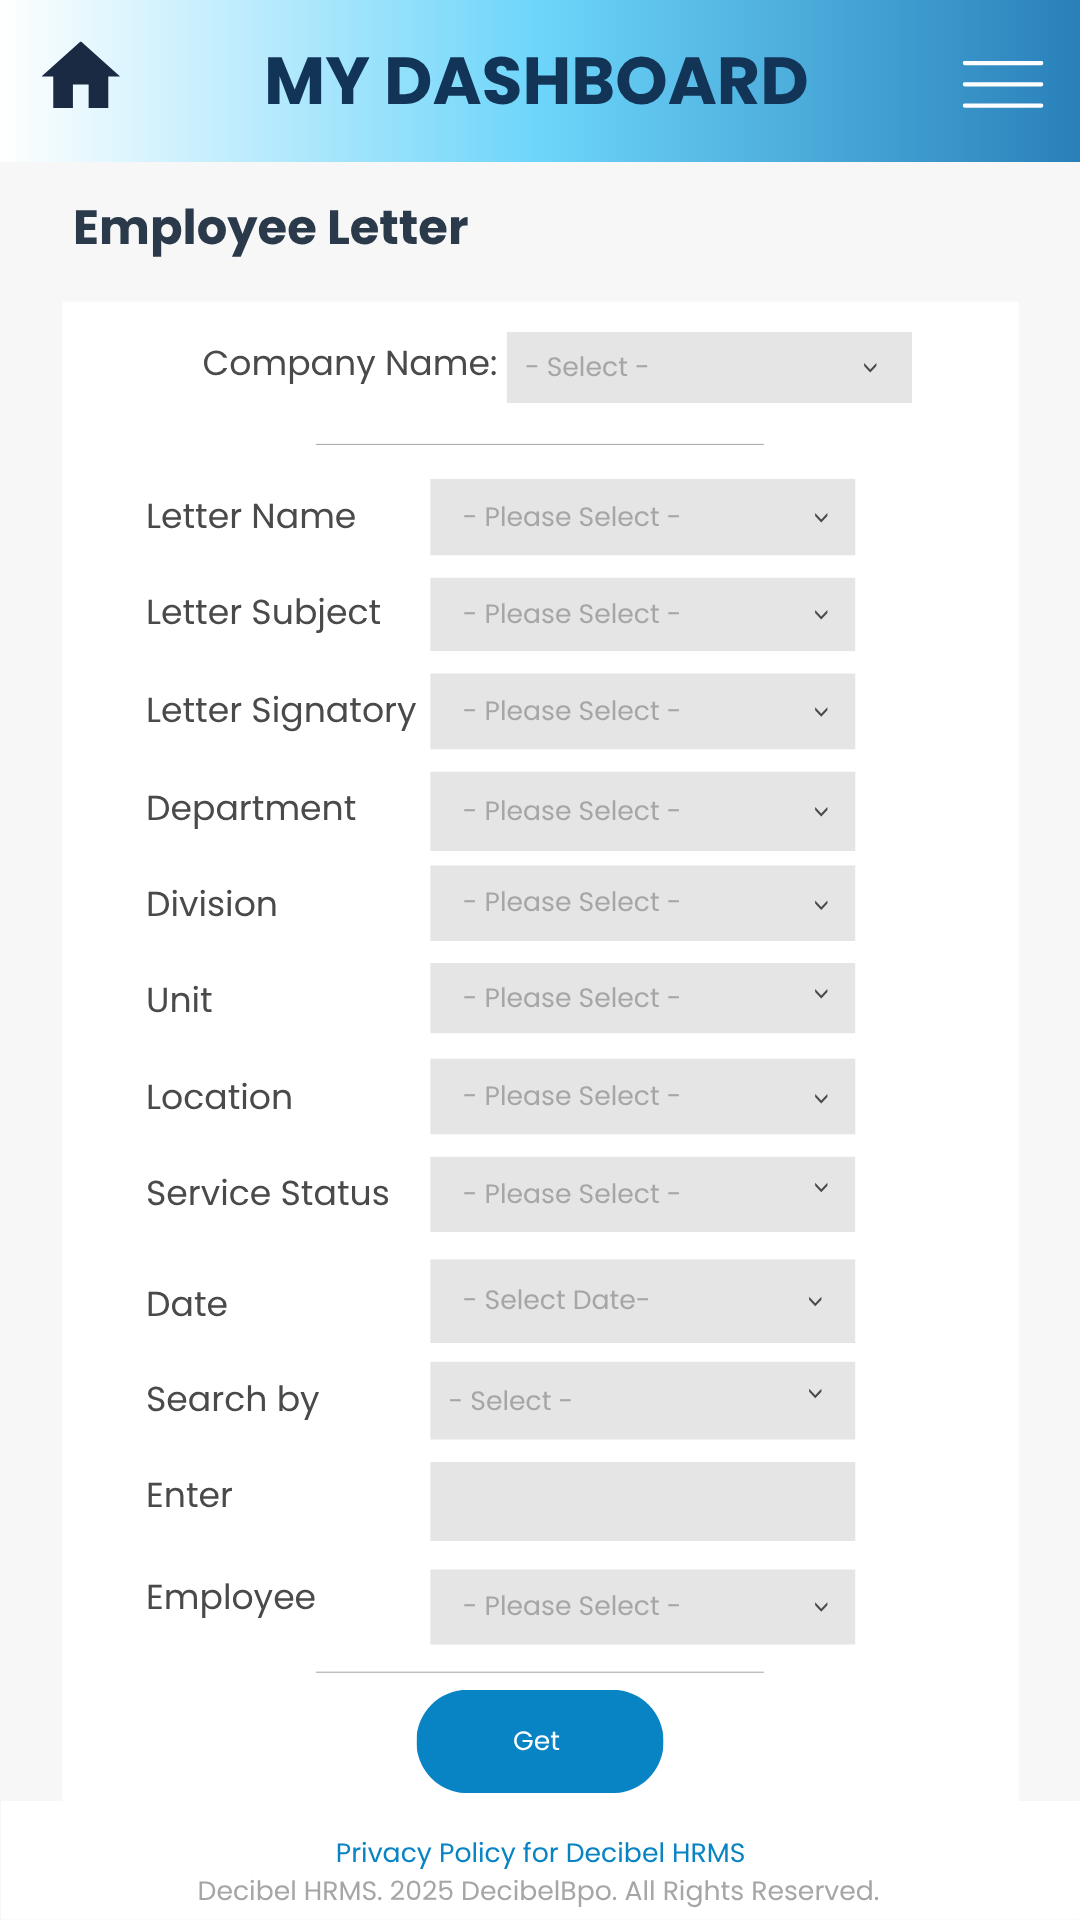 MY DASHBOARD
Employee Letter
Company Name: - Select -
Letter Name - Please Select -
Letter Subject - Please Select -
Letter Signatory - Please Select -
Department - Please Select -
Division - Please Select -
Unit - Please Select -
Location - Please Select -
Service Status - Please Select -
Date - Select Date-
Search by - Select -
Enter
Employee - Please Select -
Get
Privacy Policy for Decibel HRMS
Decibel HRMS. 2025 DecibelBpo. All Rights Reserved.